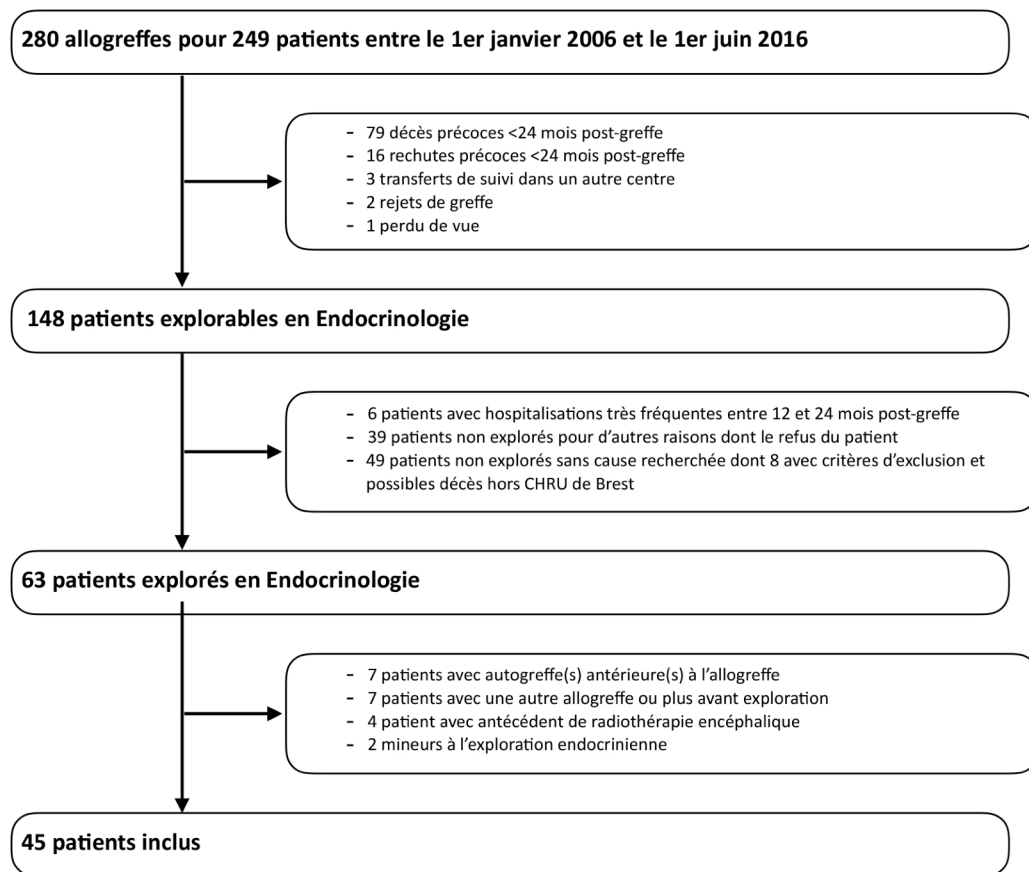 280 allogreffes pour 249 patients entre le 1er janvier 2006 et le 1er juin 2016
- 79 décès précoces <24 mois post-greffe
- 16 rechutes précoces <24 mois post-greffe
- 3 transferts de suivi dans un autre centre
- 2 rejets de greffe
- 1 perdu de vue
148 patients explorables en Endocrinologie
- 6 patients avec hospitalisations très fréquentes entre 12 et 24 mois post-greffe
- 39 patients non explorés pour d'autres raisons dont le refus du patient
- 49 patients non explorés sans cause recherchée dont 8 avec critères d'exclusion et
possibles décès hors CHRU de Brest
63 patients explorés en Endocrinologie
- 7 patients avec autogreffe(s) antérieure(s) à l'allogreffe
- 7 patients avec une autre allogreffe ou plus avant exploration
- 4 patient avec antécédent de radiothérapie encéphalique
- 2 mineurs à l'exploration endocrinienne
45 patients inclus